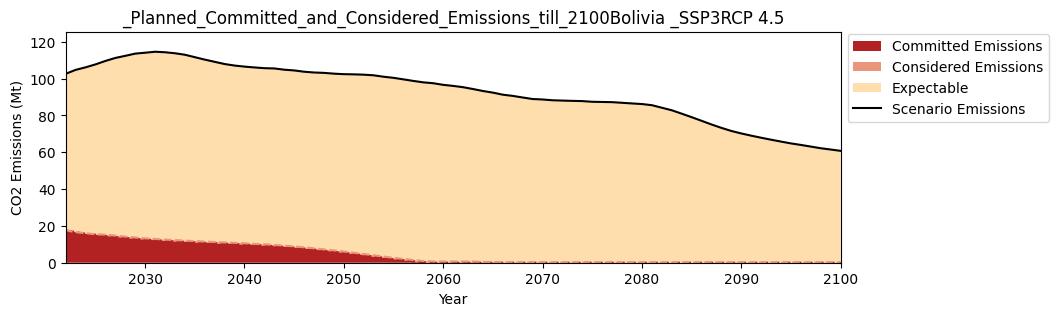 _Planned_Committed_and_Considered_Emissions_till_2100Bolivia _SSP3RCP 4.5
120
100
80
60
40
20
0
CO2 Emissions (Mt)
2030 2040 2050 2060 2070 2080 2090 2100
Year
Committed Emissions
Considered Emissions
Expectable
Scenario Emissions